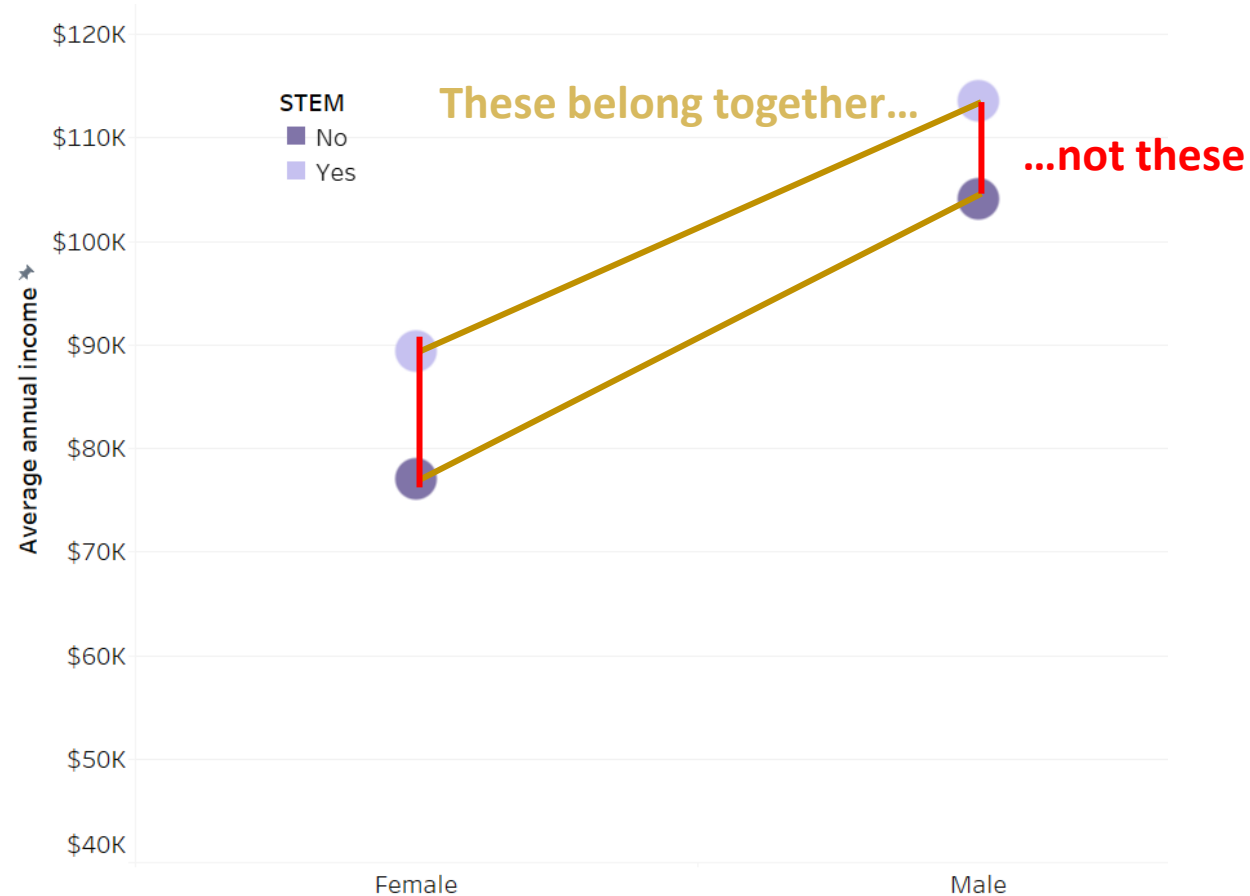 $120K
These belong together…
STEM
No
Yes
$110K
…not these
$100K
$90K
$80K
$70K
$60K
$50K
$40K
Average annual income
Female
Male